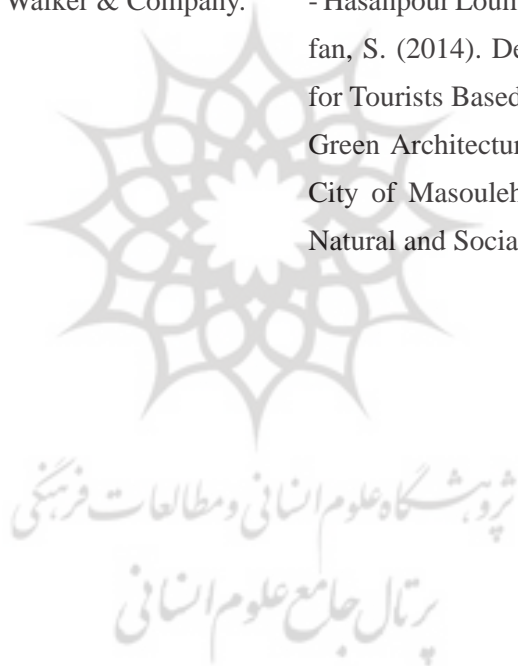 Walker & Company.
- Hasanpour Loum
fan, S. (2014). De
for Tourists Based
Green Architectur
City of Masouleh
Natural and Socia
پژوهشگاه علوم انسانی و مطالعات فرهنگی
پرتال جامع علوم انسانی